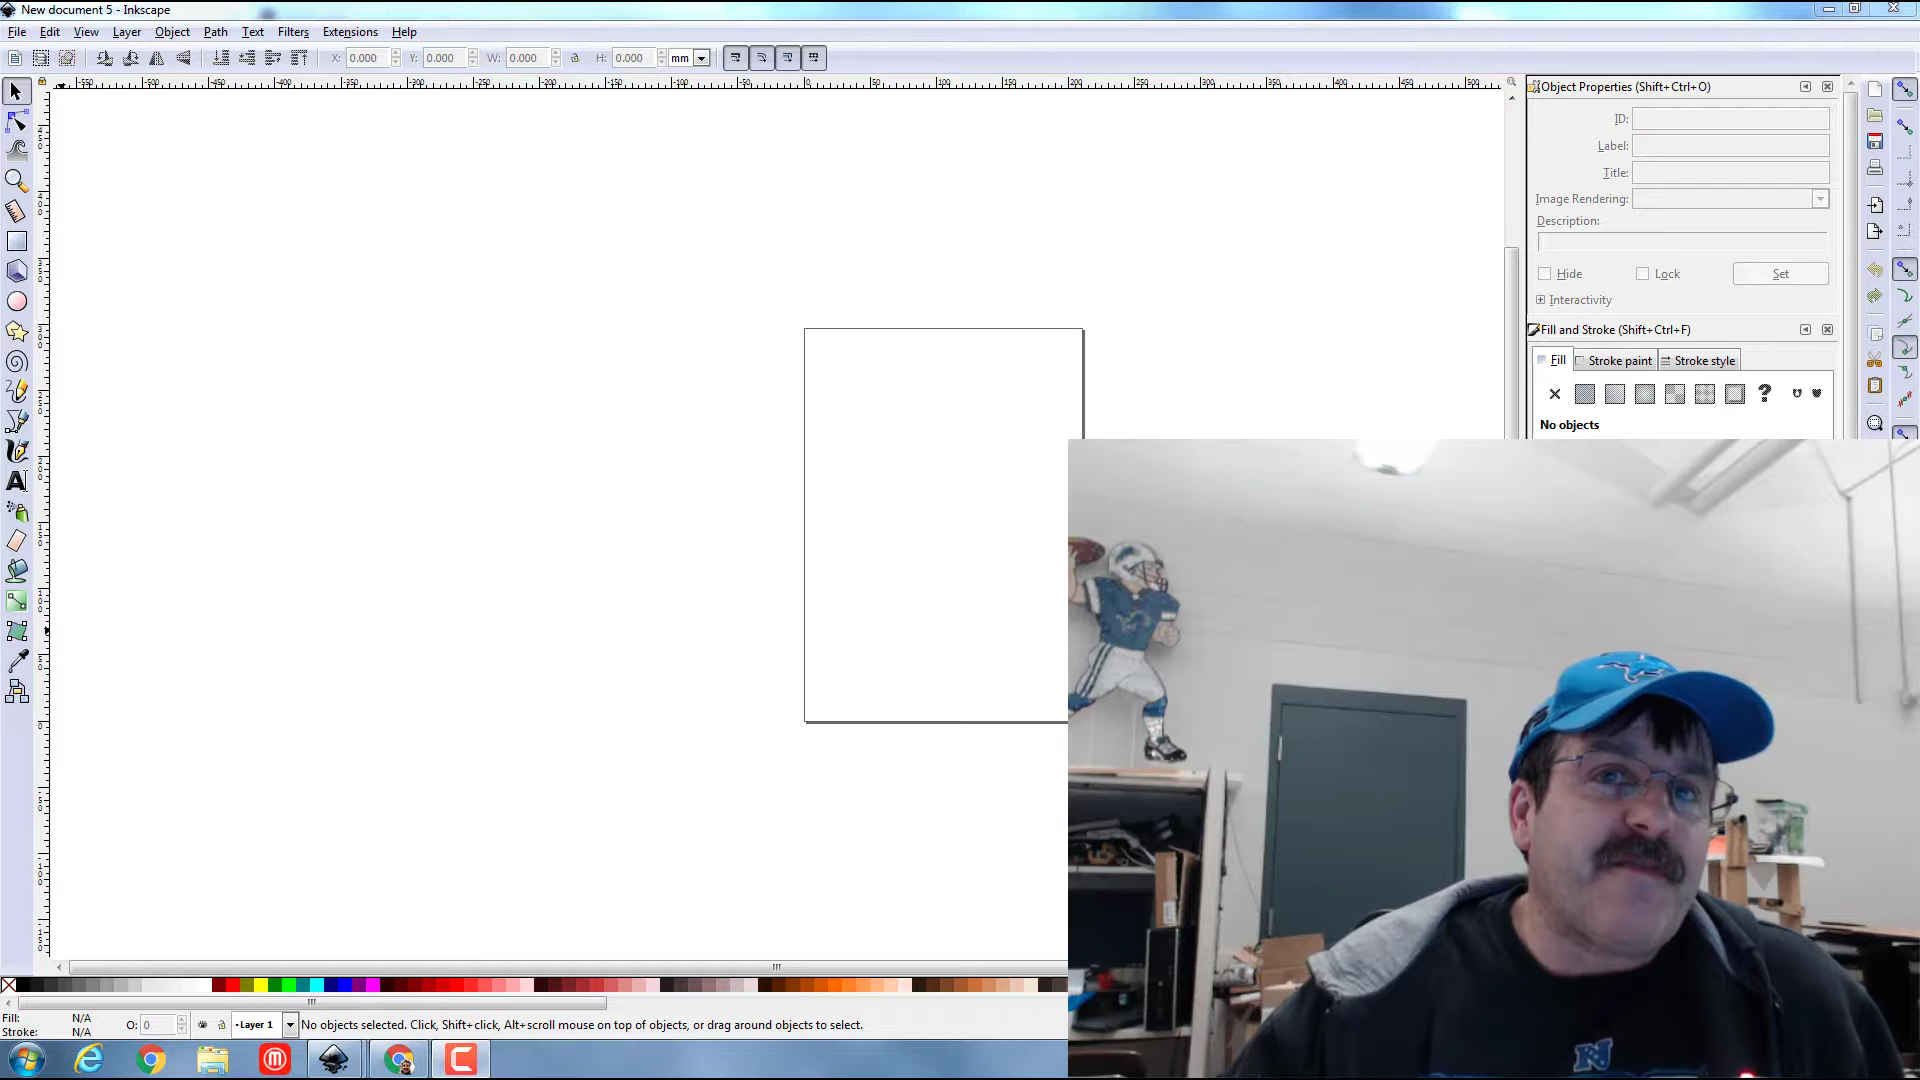 New document 5 - Inkscape
File Edit View Layer Object Path Text Filters Extensions Help
X: 0.000 Y: 0.000 W: 0.000 H: 0.000 mm
Object Properties (Shift+Ctrl+O)
ID:
Label:
Title:
Image Rendering:
Description:
Hide Lock Set
Interactivity
Fill and Stroke (Shift+Ctrl+F)
Fill Stroke paint Stroke style
No objects
Fill: N/A
Stroke: N/A
O: 0
Layer 1
No objects selected. Click, Shift+click, Alt+scroll mouse on top of objects, or drag around objects to select.